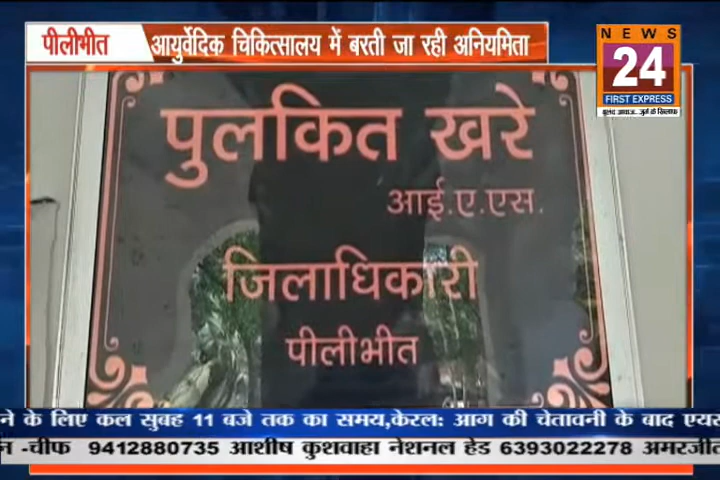 पीलीभीत
आयुर्वेदिक चिकित्सालय में बरती जा रही अनियमिता
NEWS
24
FIRST EXPRESS
बुलंद आवाज.. जुर्म के खिलाफ
पुलकित खरे
आई.ए.एस.
जिलाधिकारी
पीलीभीत
ने के लिए कल सुबह 11 बजे तक का समय,केरल: आग की चेतावनी के बाद एयर
-चीफ 9412880735 आशीष कुशवाहा नेशनल हेड 6393022278 अमरजीत